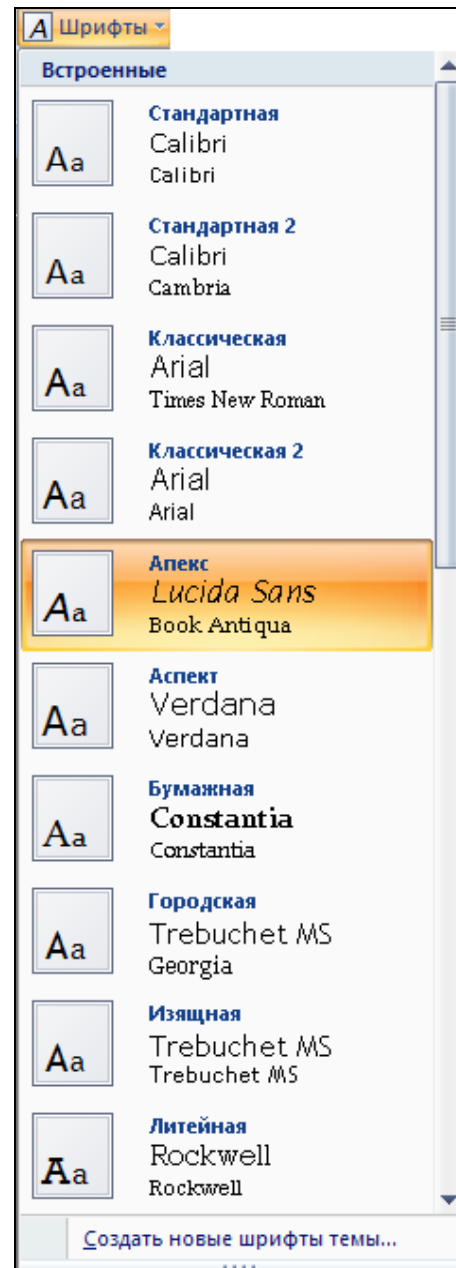 A Шрифты
Встроенные
Aa
Стандартная
Calibri
Calibri
Aa
Стандартная 2
Calibri
Cambria
Aa
Классическая
Arial
Times New Roman
Aa
Классическая 2
Arial
Arial
Aa
Апекс
Lucida Sans
Book Antiqua
Aa
Аспект
Verdana
Verdana
Aa
Бумажная
Constantia
Constantia
Aa
Городская
Trebuchet MS
Georgia
Aa
Изящная
Trebuchet MS
Trebuchet MS
Aa
Литейная
Rockwell
Rockwell
Создать новые шрифты темы...